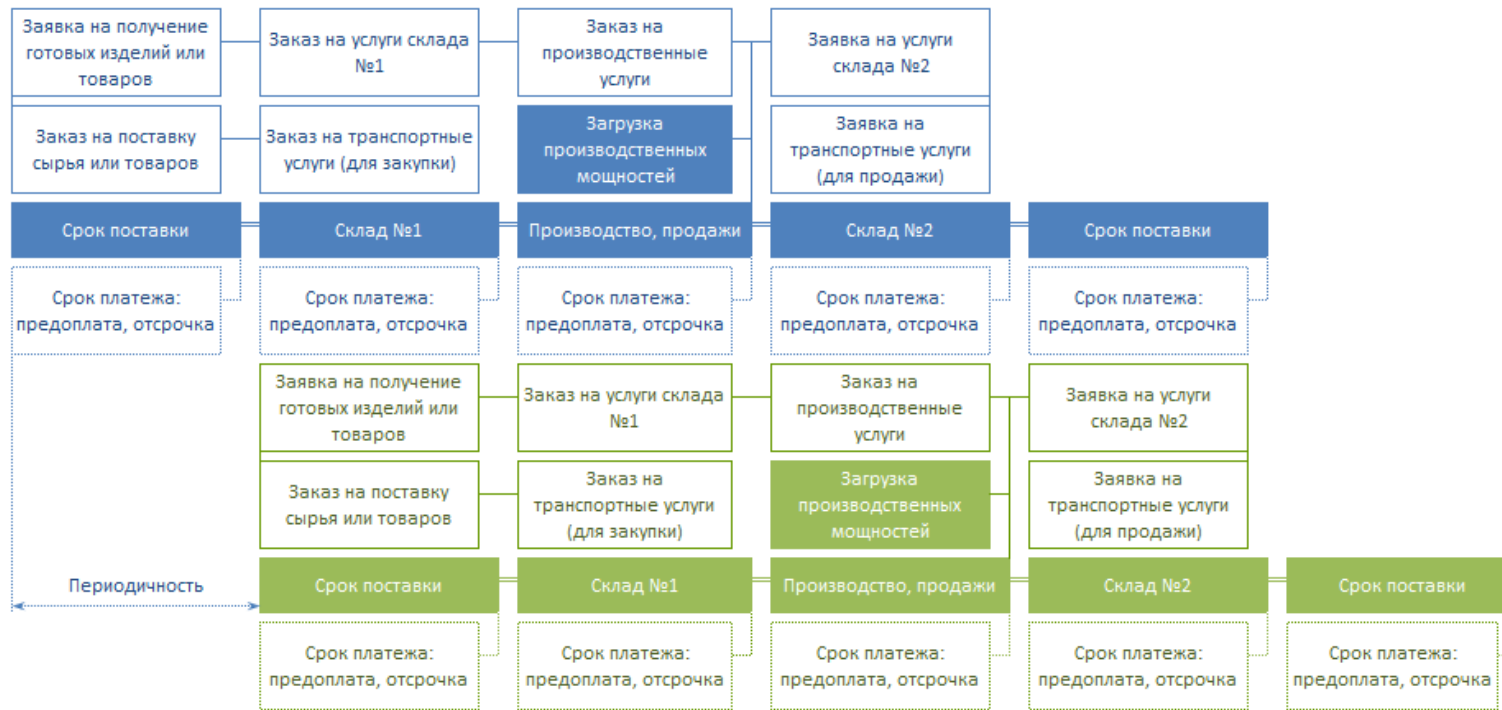 Заявка на получение
готовых изделий или
товаров
Заказ на услуги склада
№1
Заказ на
производственные
услуги
Заявка на услуги
склада №2
Заказ на поставку
сырья или товаров
Заказ на транспортные
услуги (для закупки)
Загрузка
производственных
мощностей
Заявка на
транспортные услуги
(для продажи)
Срок поставки
Склад №1
Производство, продажи
Склад №2
Срок поставки
Срок платежа:
предоплата, отсрочка
Срок платежа:
предоплата, отсрочка
Срок платежа:
предоплата, отсрочка
Срок платежа:
предоплата, отсрочка
Срок платежа:
предоплата, отсрочка
Заявка на получение
готовых изделий или
товаров
Заказ на услуги склада
№1
Заказ на
производственные
услуги
Заявка на услуги
склада №2
Заказ на поставку
сырья или товаров
Заказ на
транспортные услуги
(для закупки)
Загрузка
производственных
мощностей
Заявка на
транспортные услуги
(для продажи)
Периодичность
Срок поставки
Склад №1
Производство, продажи
Склад №2
Срок поставки
Срок платежа:
предоплата, отсрочка
Срок платежа:
предоплата, отсрочка
Срок платежа:
предоплата, отсрочка
Срок платежа:
предоплата, отсрочка
Срок платежа:
предоплата, отсрочка